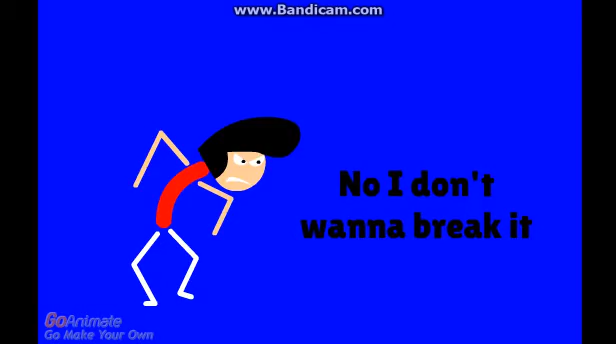 www.Bandicam.com
No I don't
wanna break it
GoAnimate
Go Make Your Own